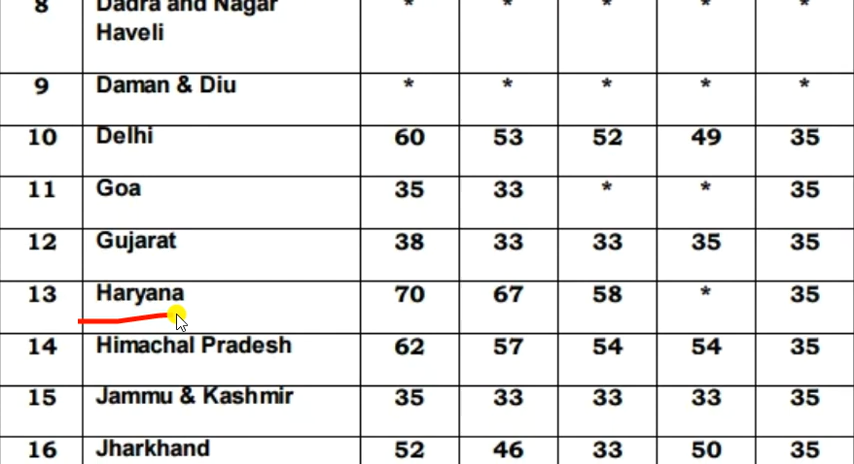 8 Dadra and Nagar * * * * *
Haveli
9 Daman & Diu * * * * *
10 Delhi 60 53 52 49 35
11 Goa 35 33 * * 35
12 Gujarat 38 33 33 35 35
13 Haryana 70 67 58 * 35
14 Himachal Pradesh 62 57 54 54 35
15 Jammu & Kashmir 35 33 33 33 35
16 Jharkhand 52 46 33 50 35